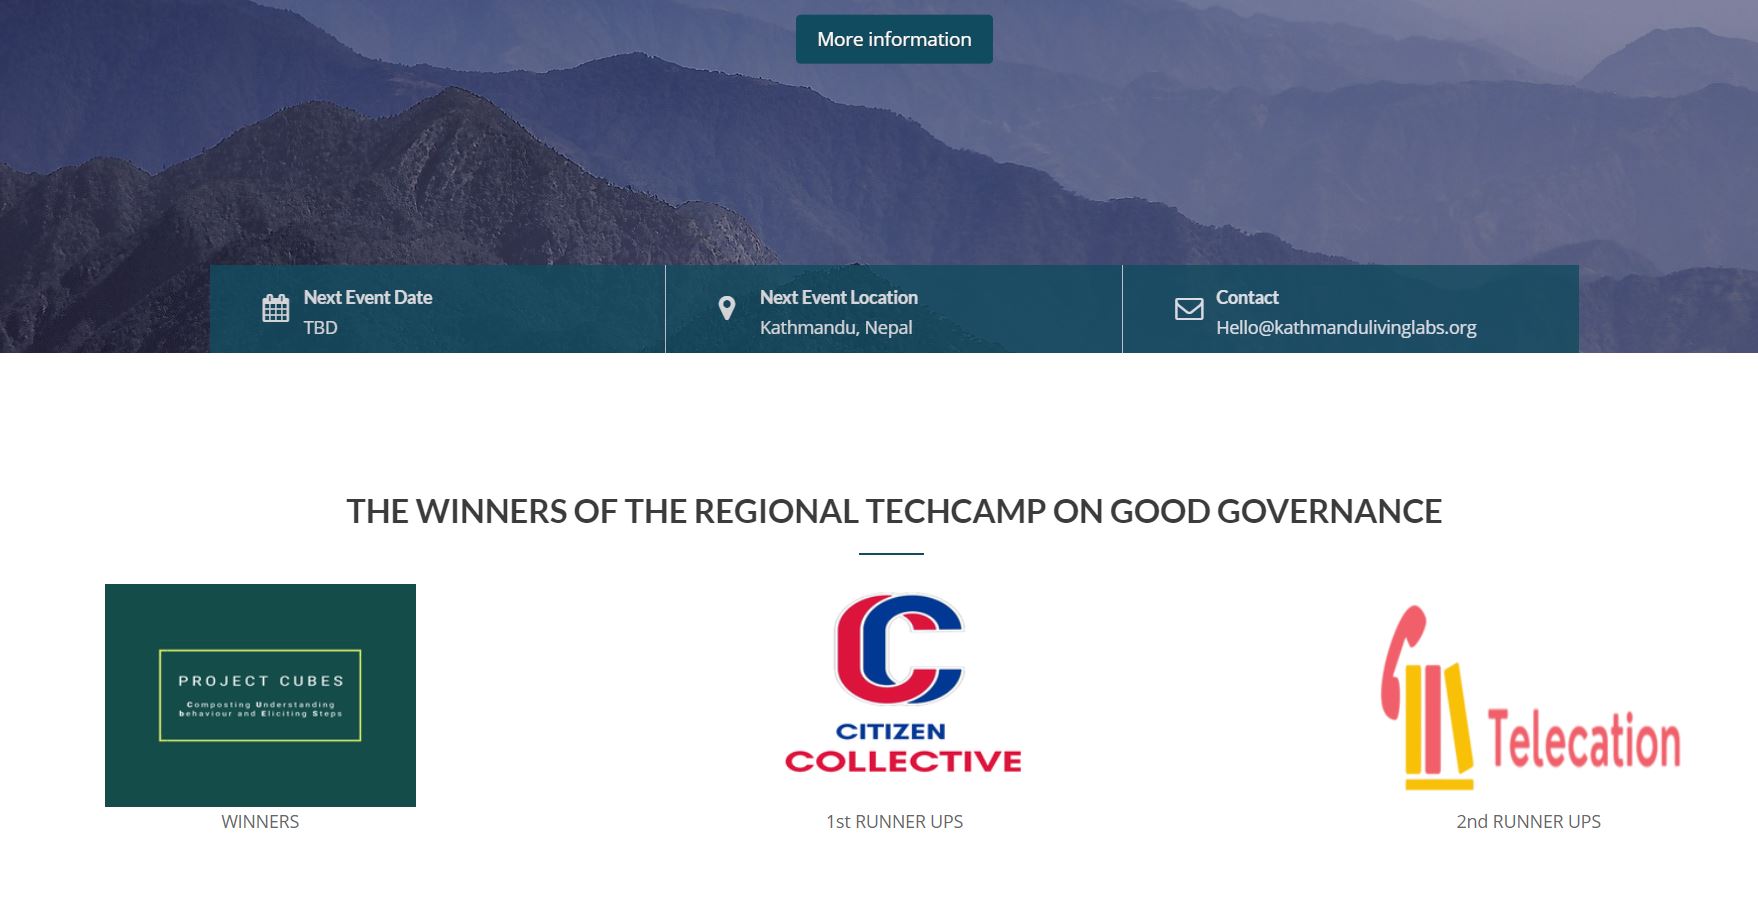 More information
Next Event Date
TBD
Next Event Location
Kathmandu, Nepal
Contact
Hello@kathmandulivinglabs.org
THE WINNERS OF THE REGIONAL TECHCAMP ON GOOD GOVERNANCE
PROJECT CUBES
Composting Understanding
behaviour and Eliciting Steps
WINNERS
CITIZEN
COLLECTIVE
1st RUNNER UPS
Telecation
2nd RUNNER UPS